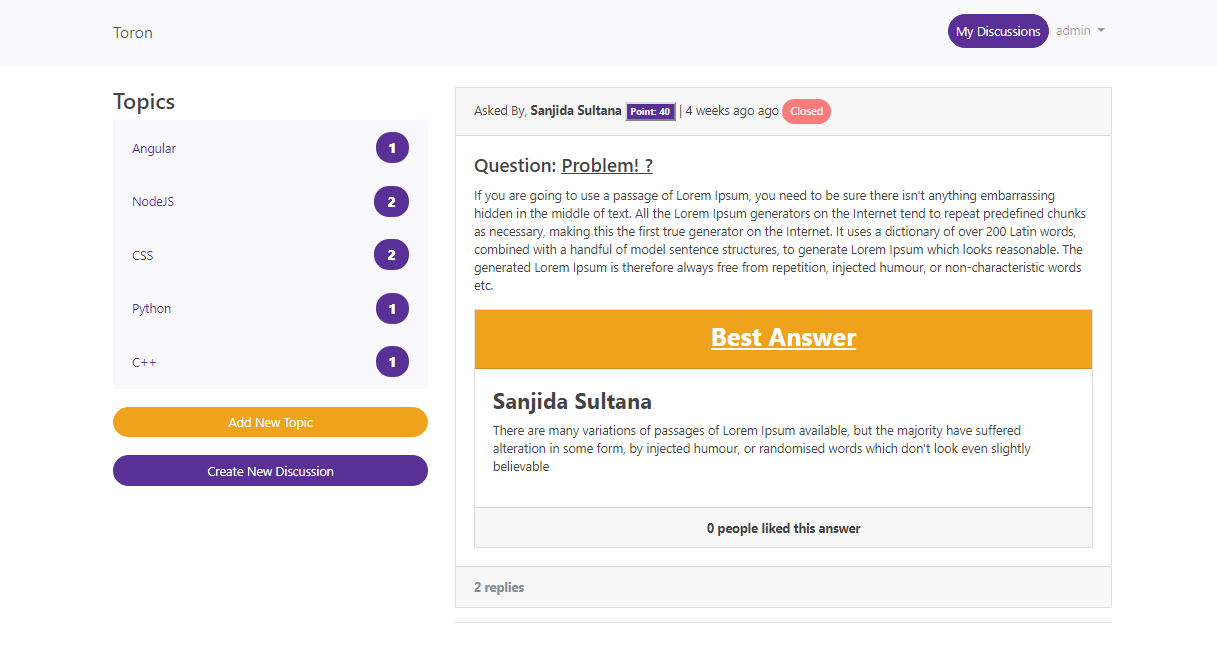 Toron
My Discussions
admin
Topics
Angular 1
NodeJS 2
CSS 2
Python 1
C++ 1
Add New Topic
Create New Discussion
Asked By, Sanjida Sultana Point: 40 | 4 weeks ago ago Closed
Question: Problem! ?
If you are going to use a passage of Lorem Ipsum, you need to be sure there isn't anything embarrassing
hidden in the middle of text. All the Lorem Ipsum generators on the Internet tend to repeat predefined chunks
as necessary, making this the first true generator on the Internet. It uses a dictionary of over 200 Latin words,
combined with a handful of model sentence structures, to generate Lorem Ipsum which looks reasonable. The
generated Lorem Ipsum is therefore always free from repetition, injected humour, or non-characteristic words
etc.
Best Answer
Sanjida Sultana
There are many variations of passages of Lorem Ipsum available, but the majority have suffered
alteration in some form, by injected humour, or randomised words which don't look even slightly
believable
0 people liked this answer
2 replies